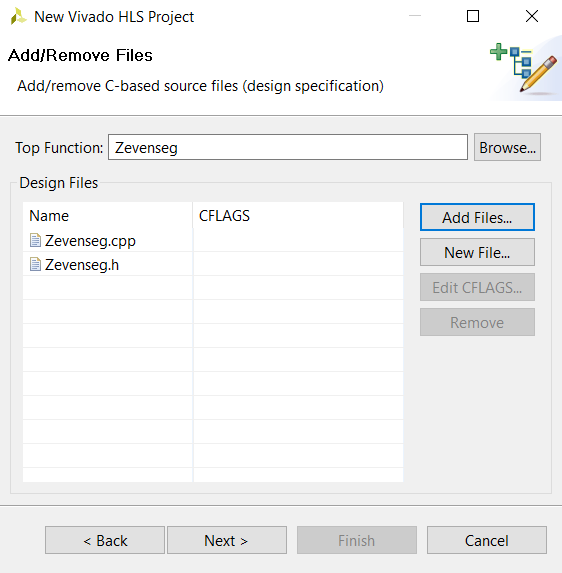 New Vivado HLS Project
Add/Remove Files
Add/remove C-based source files (design specification)
Top Function: Zevenseg Browse...
Design Files
Name CFLAGS
Zevenseg.cpp
Zevenseg.h
Add Files...
New File...
Edit CFLAGS...
Remove
< Back Next > Finish Cancel